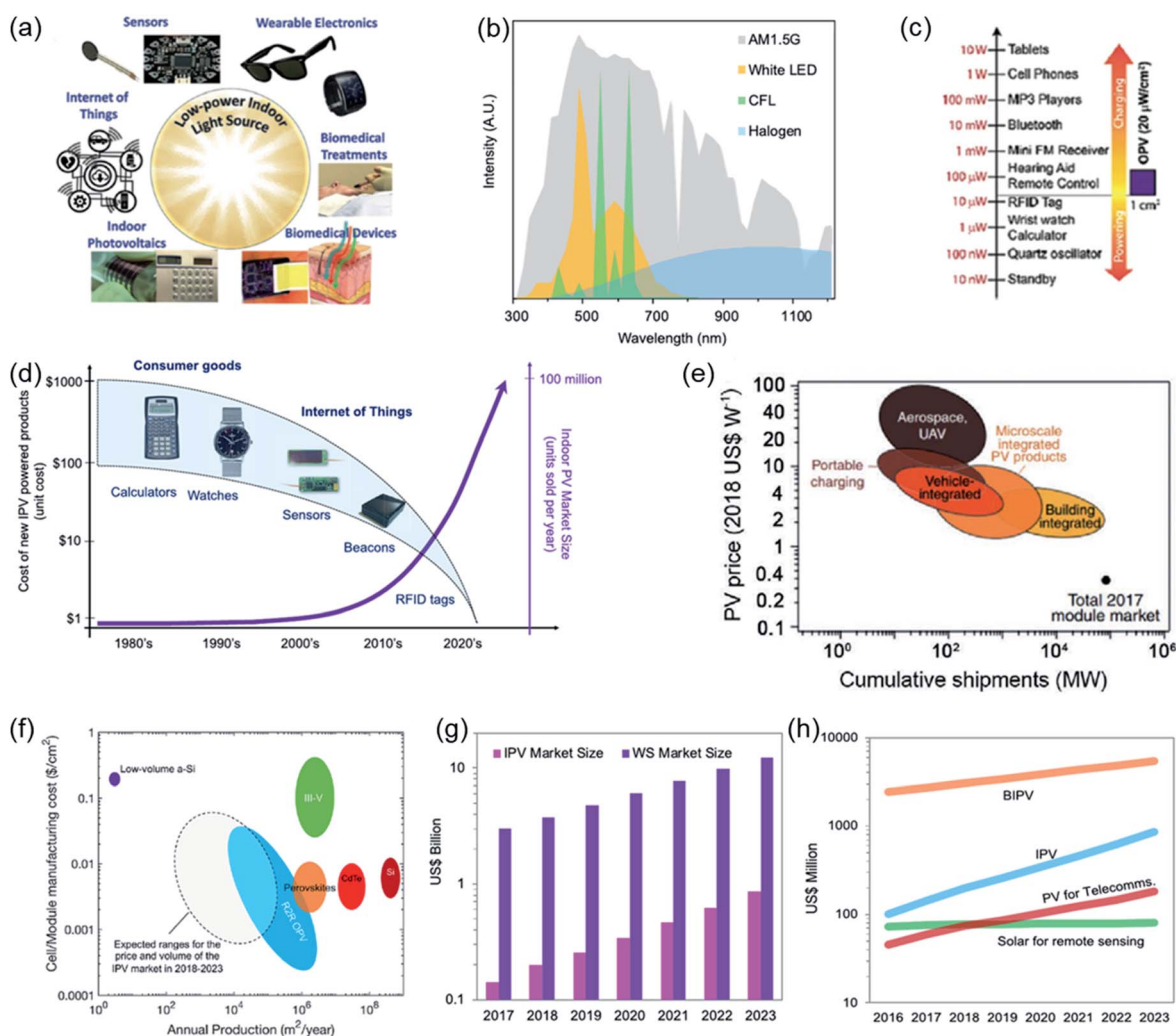 (a)
Sensors
Wearable Electronics
Internet of
Things
Low-power Indoor
Light Source
Biomedical
Treatments
Indoor
Photovoltaics
Biomedical Devices
(b)
Intensity (A.U.)
AM1.5G
White LED
CFL
Halogen
300 500 700 900 1100
Wavelength (nm)
(c)
10 W Tablets
1 W Cell Phones
100 mW MP3 Players
10 mW Bluetooth
1 mW Mini FM Receiver
100 μW Hearing Aid
Remote Control
10 μW RFID Tag
1 μW Wrist watch
Calculator
100 nW Quartz oscillator
10 nW Standby
Charging
Powering
OPV (20 μW/cm²)
1 cm²
(d)
Cost of new IPV powered products
(unit cost)
$1000
$100
$10
$1
Consumer goods
Internet of Things
Calculators
Watches
Sensors
Beacons
RFID tags
1980's 1990's 2000's 2010's 2020's
100 million
Indoor PV Market Size
(units sold per year)
(e)
PV price (2018 US$ W⁻¹)
100
40
20
10
4
2
1
0.4
0.2
0.1
Aerospace,
UAV
Microscale
integrated
PV products
Portable
charging
Vehicle-
integrated
Building
integrated
Total 2017
module market
10⁰ 10² 10⁴ 10⁶
Cumulative shipments (MW)
(f)
Cell/Module manufacturing cost ($/cm²)
1
0.1
0.01
0.001
0.0001
Low-volume a-Si
III-V
Perovskites
CdTe
Si
R2R OPV
Expected ranges for the
price and volume of the
IPV market in 2018-2023
10⁰ 10² 10⁴ 10⁶ 10⁸
Annual Production (m²/year)
(g)
US$ Billion
IPV Market Size
WS Market Size
10
1
0.1
2017 2018 2019 2020 2021 2022 2023
(h)
US$ Million
10000
1000
100
10
BIPV
IPV
PV for Telecomms.
Solar for remote sensing
2016 2017 2018 2019 2020 2021 2022 2023